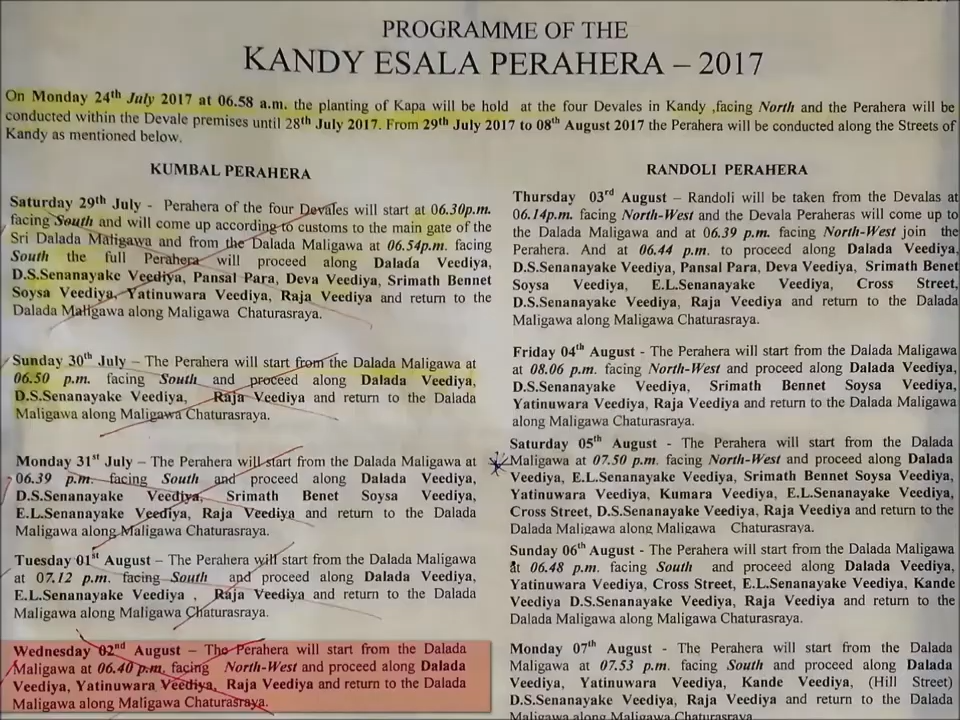 PROGRAMME OF THE
KANDY ESALA PERAHERA – 2017
On Monday 24th July 2017 at 06.58 a.m. the planting of Kapa will be hold at the four Devales in Kandy ,facing North and the Perahera will be
conducted within the Devale premises until 28th July 2017. From 29th July 2017 to 08th August 2017 the Perahera will be conducted along the Streets of
Kandy as mentioned below.
KUMBAL PERAHERA
Saturday 29th July - Perahera of the four Devales will start at 06.30p.m.
facing South and will come up according to customs to the main gate of the
Sri Dalada Maligawa and from the Dalada Maligawa at 06.54p.m. facing
South the full Perahera will proceed along Dalada Veediya,
D.S.Senanayake Veediya, Pansal Para, Deva Veediya, Srimath Bennet
Soysa Veediya, Yatinuwara Veediya, Raja Veediya and return to the
Dalada Maligawa along Maligawa Chaturasraya.
Sunday 30th July – The Perahera will start from the Dalada Maligawa at
06.50 p.m. facing South and proceed along Dalada Veediya,
D.S.Senanayake Veediya, Raja Veediya and return to the Dalada
Maligawa along Maligawa Chaturasraya.
Monday 31st July – The Perahera will start from the Dalada Maligawa at
06.39 p.m. facing South and proceed along Dalada Veediya,
D.S.Senanayake Veediya, Srimath Benet Soysa Veediya,
E.L.Senanayake Veediya, Raja Veediya and return to the Dalada
Maligawa along Maligawa Chaturasraya.
Tuesday 01st August – The Perahera will start from the Dalada Maligawa
at 07.12 p.m. facing South and proceed along Dalada Veediya,
E.L.Senanayake Veediya , Raja Veediya and return to the Dalada
Maligawa along Maligawa Chaturasraya.
Wednesday 02nd August – The Perahera will start from the Dalada
Maligawa at 06.40 p.m. facing North-West and proceed along Dalada
Veediya, Yatinuwara Veediya, Raja Veediya and return to the Dalada
Maligawa along Maligawa Chaturasraya.
RANDOLI PERAHERA
Thursday 03rd August – Randoli will be taken from the Devalas at
06.14p.m. facing North-West and the Devala Peraheras will come up to
the Dalada Maligawa and at 06.39 p.m. facing North-West join the
Perahera. And at 06.44 p.m. to proceed along Dalada Veediya,
D.S.Senanayake Veediya, Pansal Para, Deva Veediya, Srimath Benet
Soysa Veediya, E.L.Senanayake Veediya, Cross Street,
D.S.Senanayake Veediya, Raja Veediya and return to the Dalada
Maligawa along Maligawa Chaturasraya.
Friday 04th August - The Perahera will start from the Dalada Maligawa
at 08.06 p.m. facing North-West and proceed along Dalada Veediya,
D.S.Senanayake Veediya, Srimath Bennet Soysa Veediya,
Yatinuwara Veediya, Raja Veediya and return to the Dalada Maligawa
along Maligawa Chaturasraya.
Saturday 05th August - The Perahera will start from the Dalada
Maligawa at 07.50 p.m. facing North-West and proceed along Dalada
Veediya, E.L.Senanayake Veediya, Srimath Bennet Soysa Veediya,
Yatinuwara Veediya, Kumara Veediya, E.L.Senanayake Veediya,
Cross Street, D.S.Senanayake Veediya, Raja Veediya and return to the
Dalada Maligawa along Maligawa Chaturasraya.
Sunday 06th August - The Perahera will start from the Dalada Maligawa
at 06.48 p.m. facing South and proceed along Dalada Veediya,
Yatinuwara Veediya, Cross Street, E.L.Senanayake Veediya, Kande
Veediya D.S.Senanayake Veediya, Raja Veediya and return to the
Dalada Maligawa along Maligawa Chaturasraya.
Monday 07th August - The Perahera will start from the Dalada
Maligawa at 07.53 p.m. facing South and proceed along Dalada
Veediya, Yatinuwara Veediya, Kande Veediya, (Hill Street)
D.S.Senanayake Veediya, Raja Veediya and return to the Dalada
Maligawa along Maligawa Chaturasraya